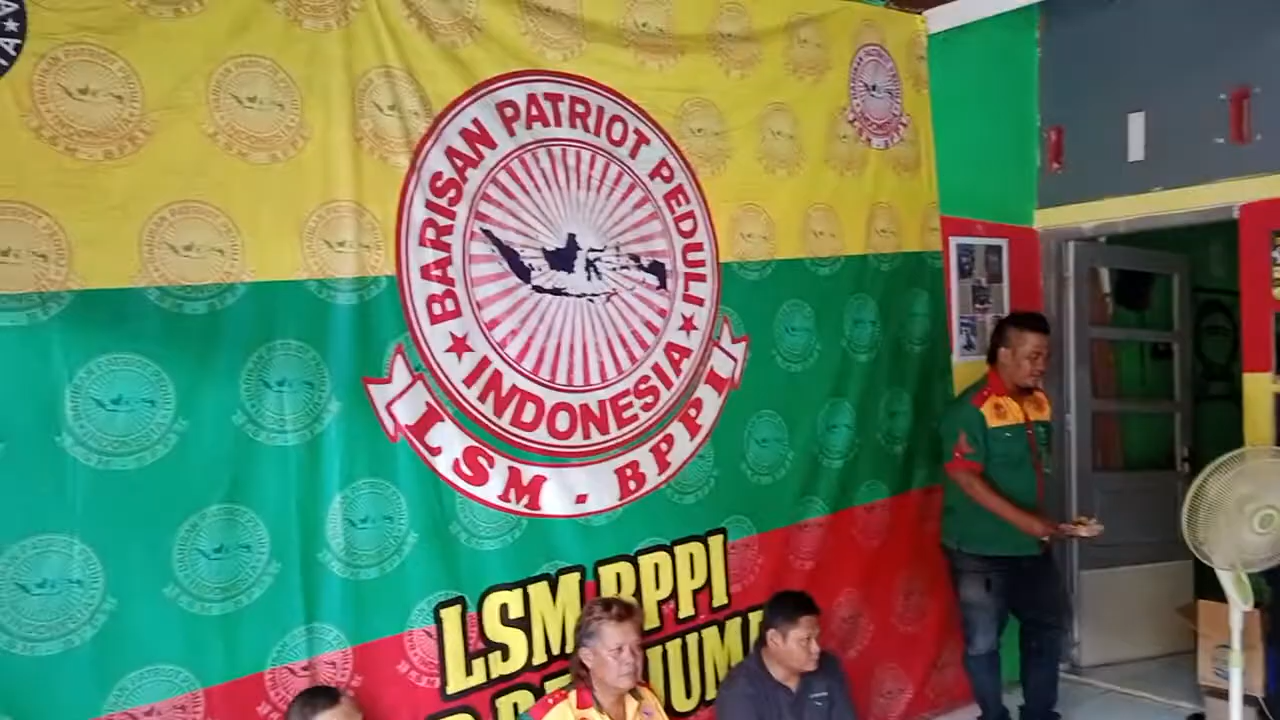 BARISAN PATRIOT PEDULI
INDONESIA
LSM - BPPI
LSM BPPI